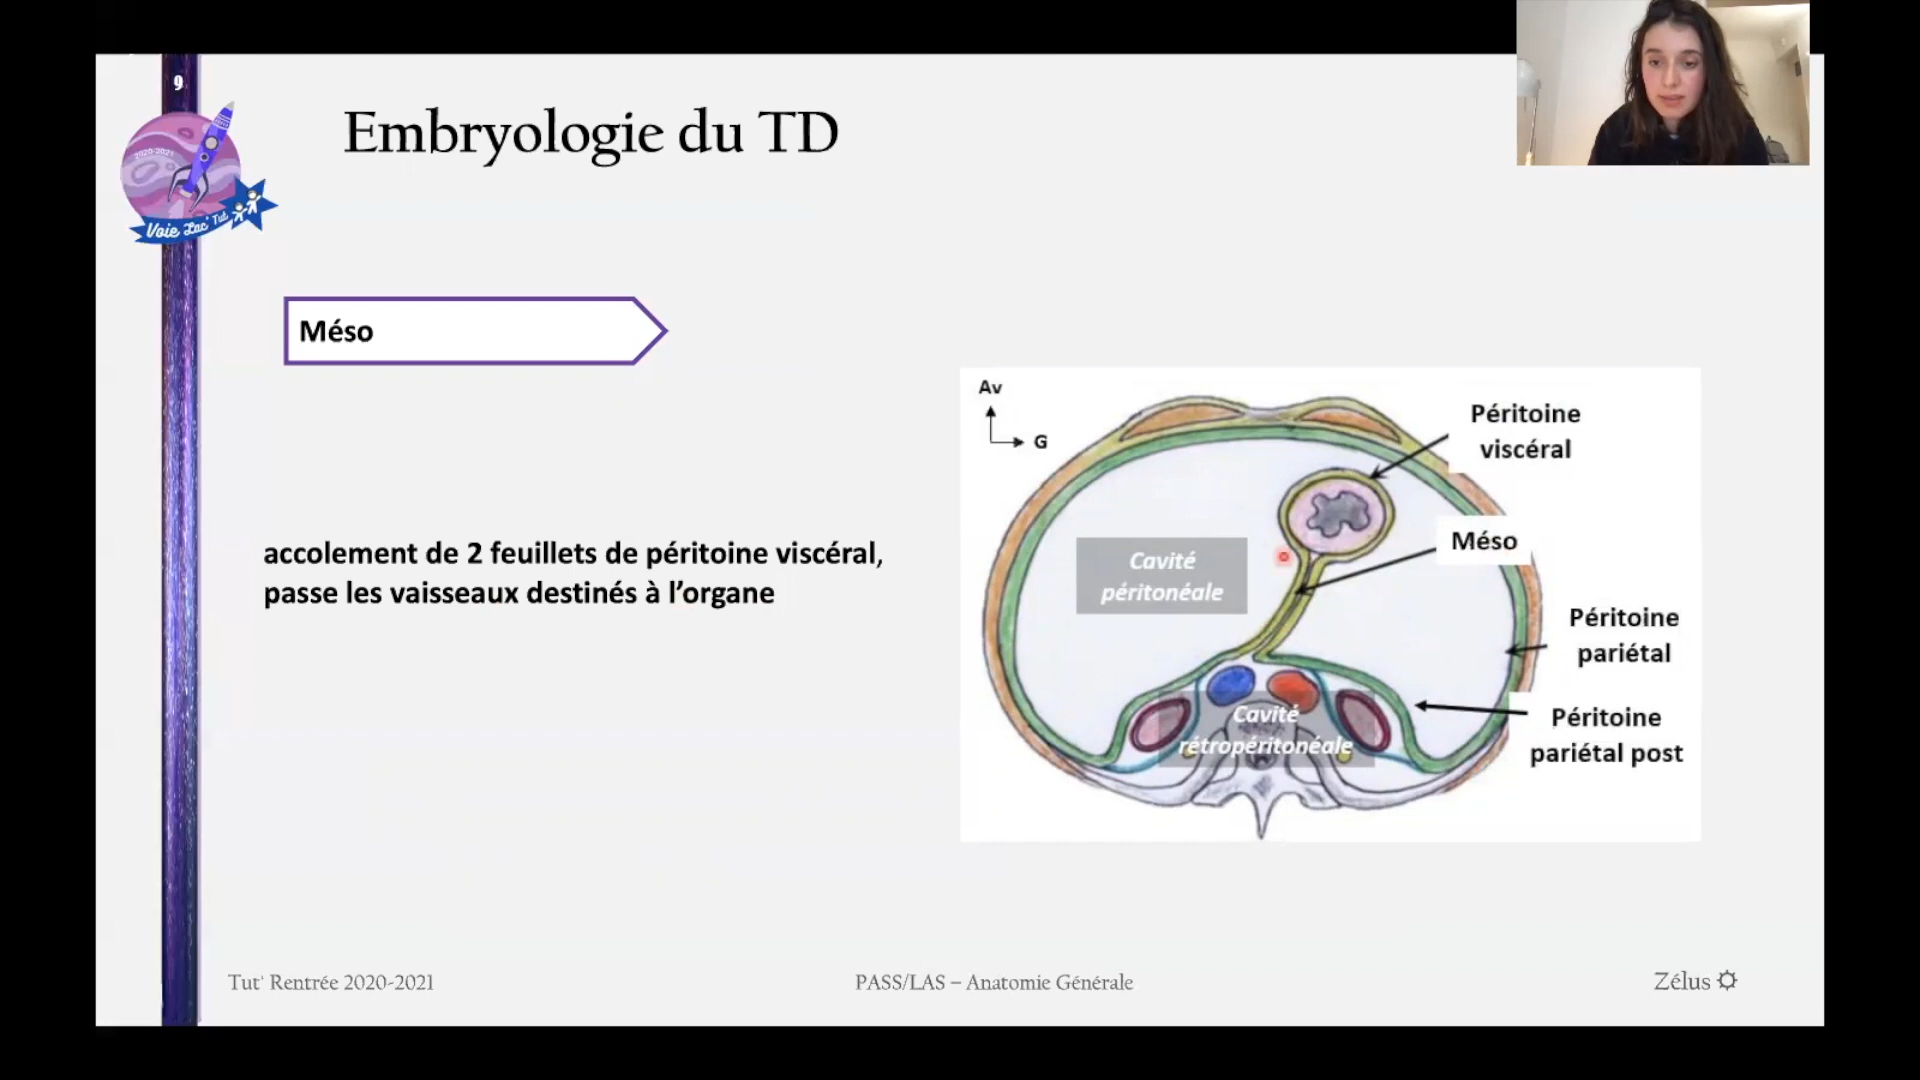 9
Embryologie du TD
2020-2021
Voie Lac' Tut'
Méso
accolement de 2 feuillets de péritoine viscéral,
passe les vaisseaux destinés à l'organe
Av
G
Péritoine
viscéral
Méso
Cavité
péritonéale
Péritoine
pariétal
Péritoine
pariétal post
Cavité
rétropéritonéale
Tut' Rentrée 2020-2021
PASS/LAS – Anatomie Générale
Zélus